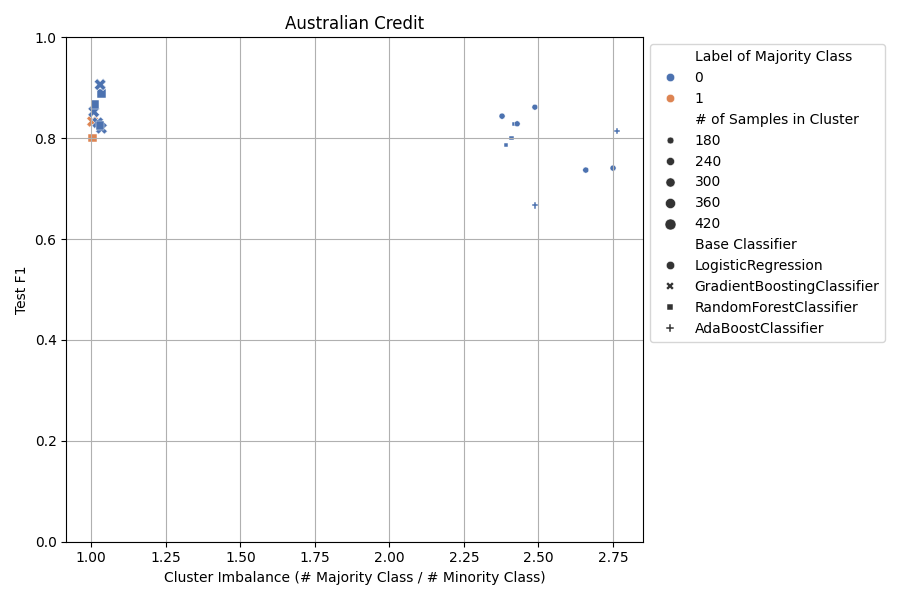 Australian Credit
1.0
0.8
0.6
0.4
0.2
0.0
Test F1
1.00 1.25 1.50 1.75 2.00 2.25 2.50 2.75
Cluster Imbalance (# Majority Class / # Minority Class)
Label of Majority Class
0
1
# of Samples in Cluster
180
240
300
360
420
Base Classifier
LogisticRegression
GradientBoostingClassifier
RandomForestClassifier
AdaBoostClassifier